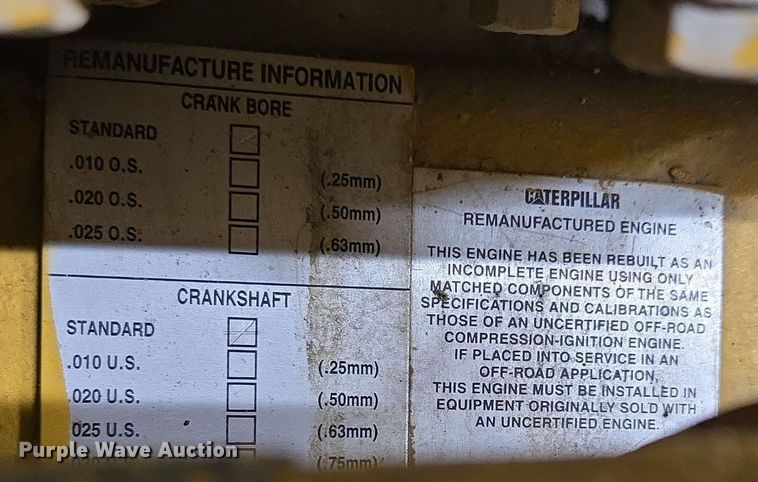 REMANUFACTURE INFORMATION
CRANK BORE
STANDARD
.010 O.S. (.25mm)
.020 O.S. (.50mm)
.025 O.S. (.63mm)
CRANKSHAFT
STANDARD
.010 U.S. (.25mm)
.020 U.S. (.50mm)
.025 U.S. (.63mm)
(.75mm)
CATERPILLAR
REMANUFACTURED ENGINE
THIS ENGINE HAS BEEN REBUILT AS AN
INCOMPLETE ENGINE USING ONLY
MATCHED COMPONENTS OF THE SAME
SPECIFICATIONS AND CALIBRATIONS AS
THOSE OF AN UNCERTIFIED OFF-ROAD
COMPRESSION-IGNITION ENGINE.
IF PLACED INTO SERVICE IN AN
OFF-ROAD APPLICATION,
THIS ENGINE MUST BE INSTALLED IN
EQUIPMENT ORIGINALLY SOLD WITH
AN UNCERTIFIED ENGINE.
Purple Wave Auction